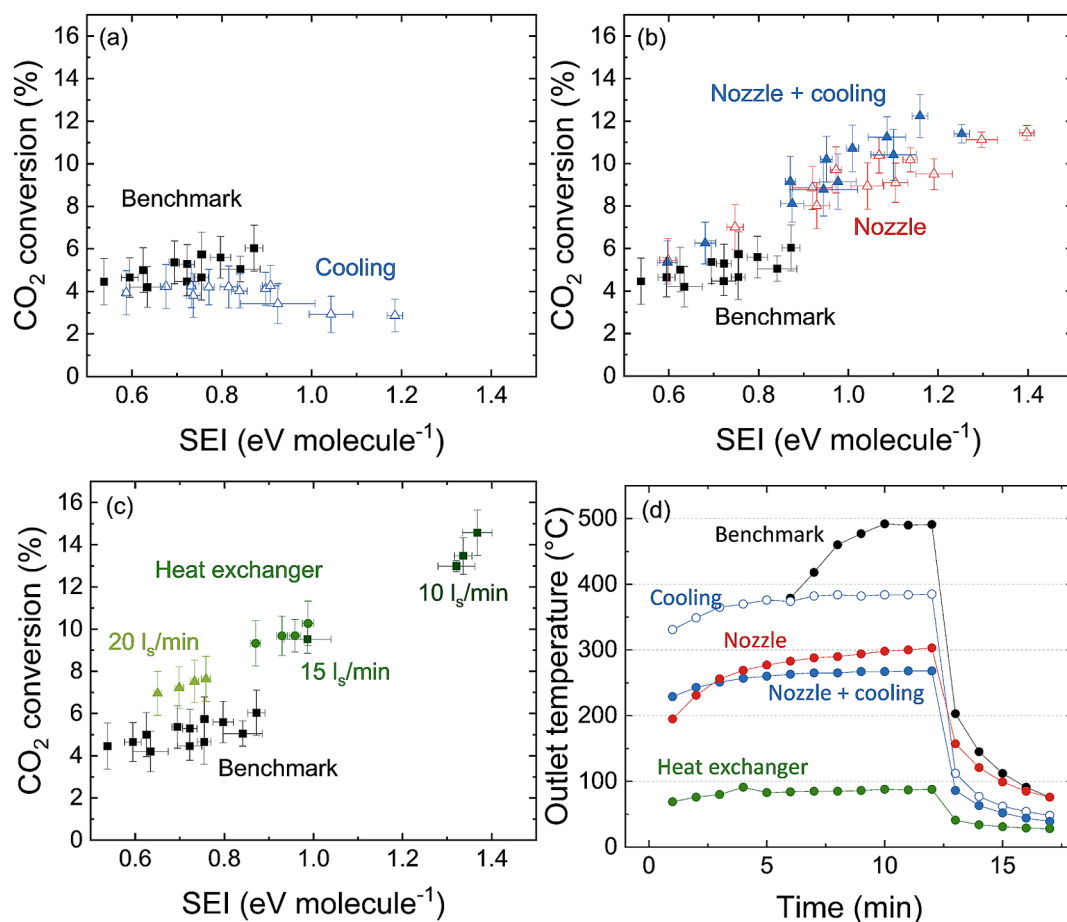 (a)
CO2 conversion (%)
16
14
12
10
8
6
4
2
0
Benchmark
Cooling
0.6 0.8 1.0 1.2 1.4
SEI (eV molecule-1)
(b)
CO2 conversion (%)
16
14
12
10
8
6
4
2
0
Nozzle + cooling
Nozzle
Benchmark
0.6 0.8 1.0 1.2 1.4
SEI (eV molecule-1)
(c)
CO2 conversion (%)
16
14
12
10
8
6
4
2
0
Heat exchanger
10 ls/min
20 ls/min
15 ls/min
Benchmark
0.6 0.8 1.0 1.2 1.4
SEI (eV molecule-1)
(d)
Outlet temperature (°C)
500
400
300
200
100
0
Benchmark
Cooling
Nozzle
Nozzle + cooling
Heat exchanger
0 5 10 15
Time (min)